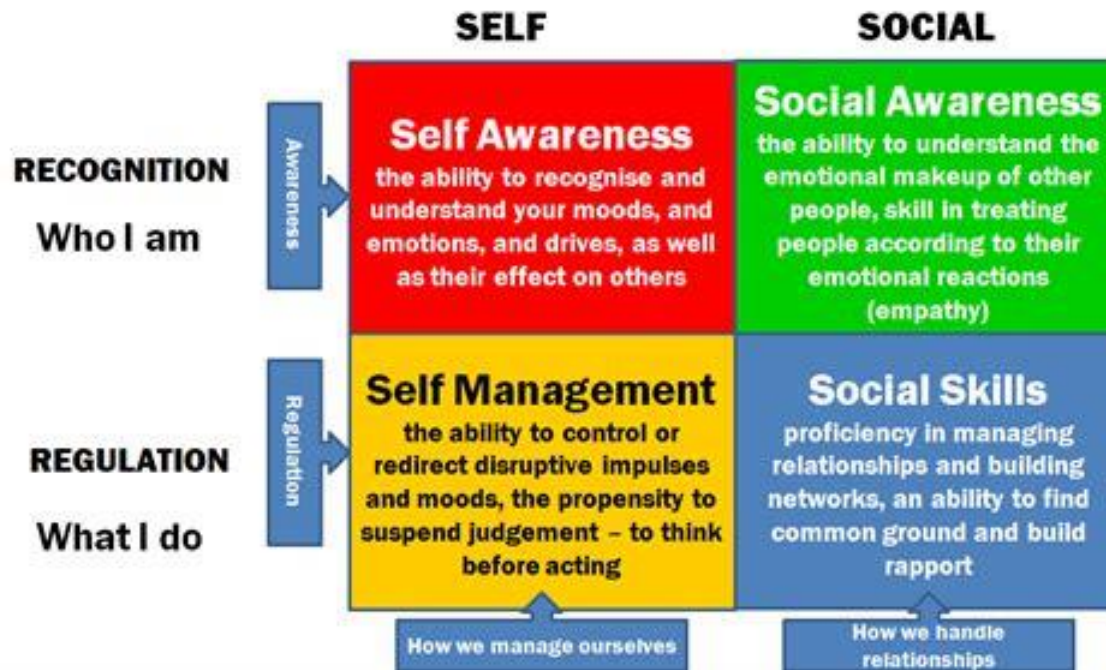 SELF
SOCIAL
RECOGNITION
Who I am
Awareness
Self Awareness
the ability to recognise and
understand your moods, and
emotions, and drives, as well
as their effect on others
Social Awareness
the ability to understand the
emotional makeup of other
people, skill in treating
people according to their
emotional reactions
(empathy)
REGULATION
What I do
Regulation
Self Management
the ability to control or
redirect disruptive impulses
and moods, the propensity to
suspend judgement – to think
before acting
Social Skills
proficiency in managing
relationships and building
networks, an ability to find
common ground and build
rapport
How we manage ourselves
How we handle
relationships